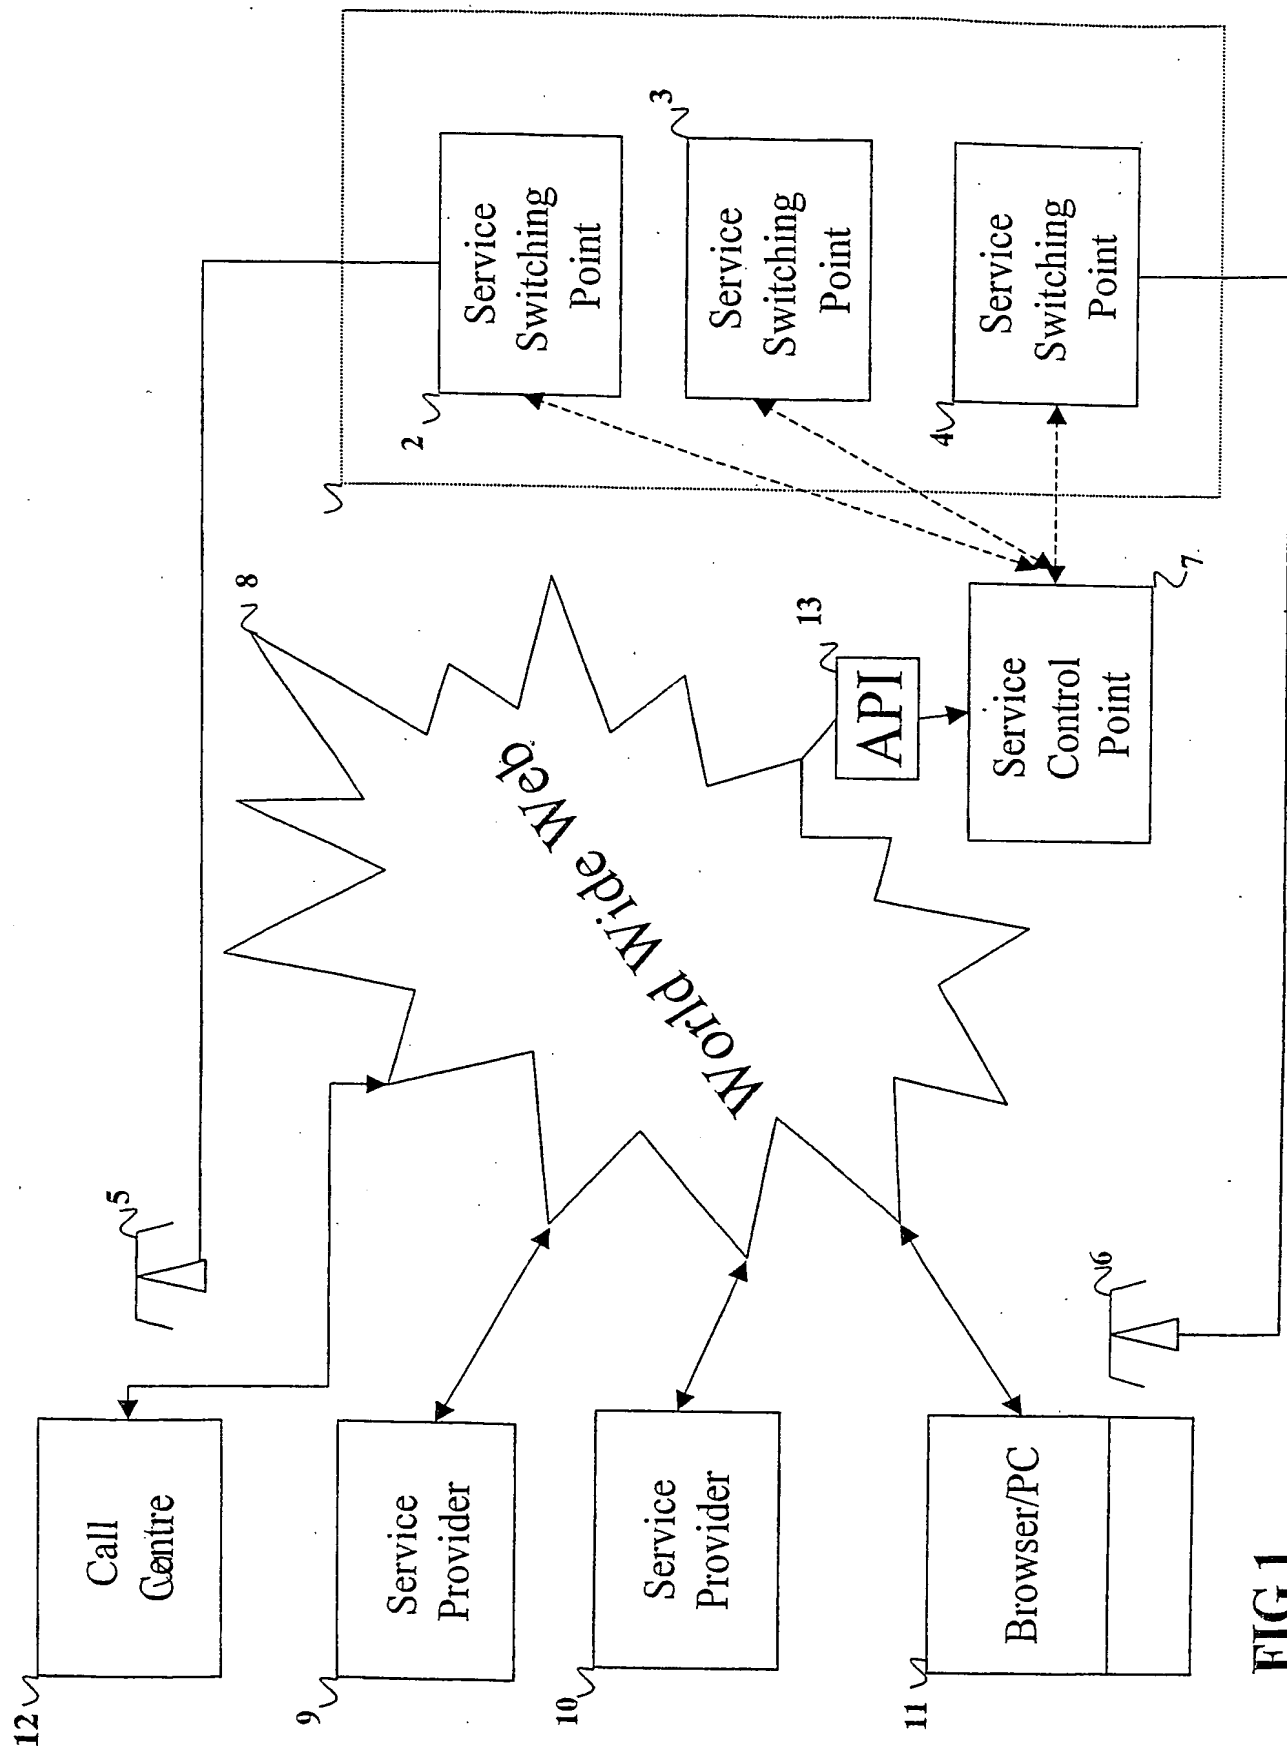 12
Call
Centre
5
8
9
Service
Provider
2
Service
Switching
Point
World Wide Web
10
Service
Provider
3
Service
Switching
Point
13
API
11
Browser/PC
6
4
Service
Switching
Point
Service
Control
Point
7
FIG 1